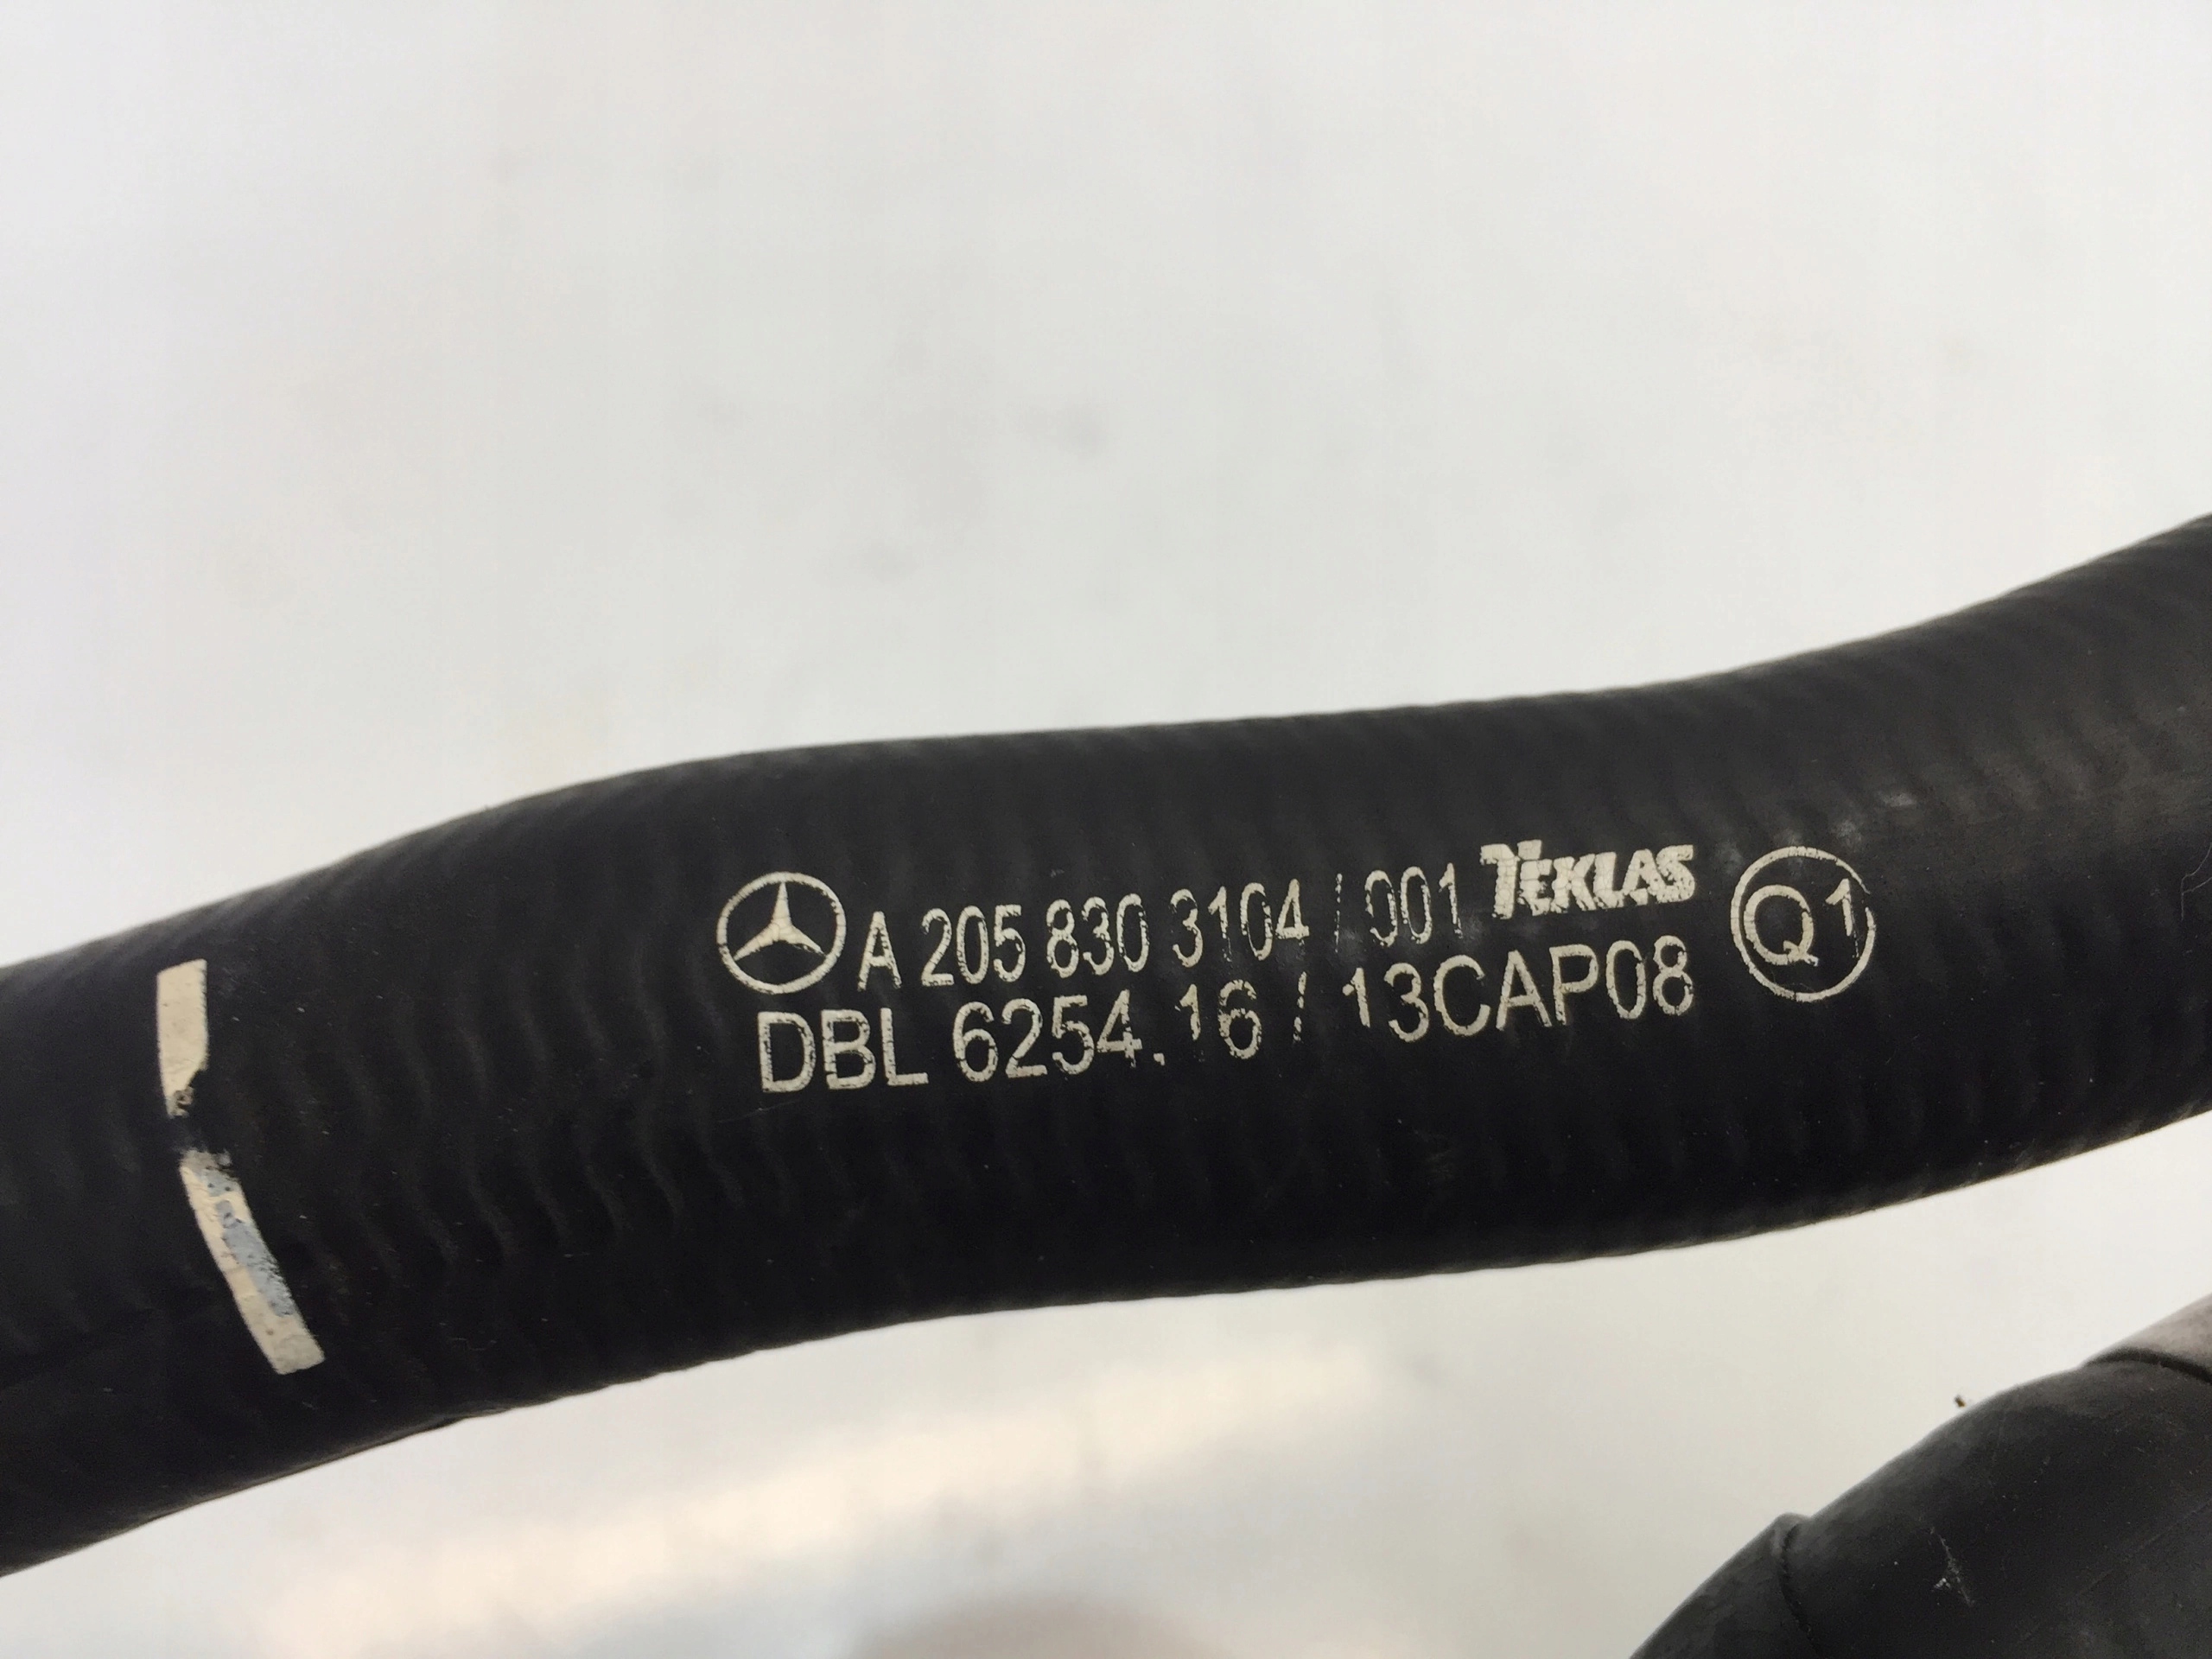 A 205 830 3104 / 001 TEKLAS
DBL 6254.16 / 13CAP08
Q1